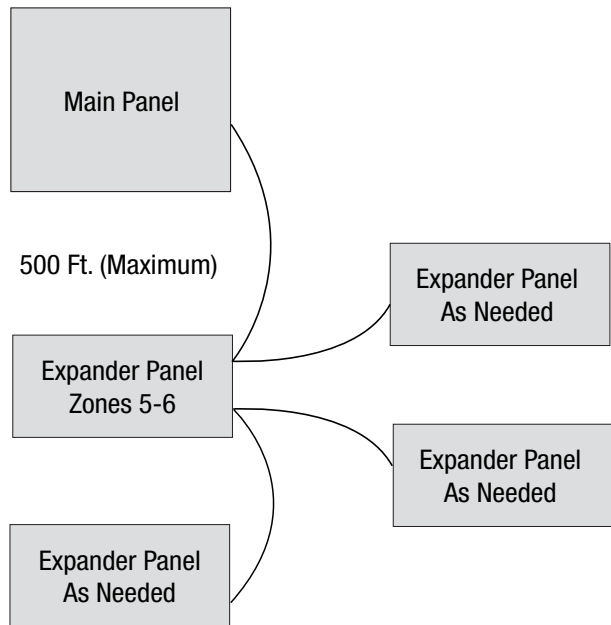 Main Panel
500 Ft. (Maximum)
Expander Panel
As Needed
Expander Panel
Zones 5-6
Expander Panel
As Needed
Expander Panel
As Needed